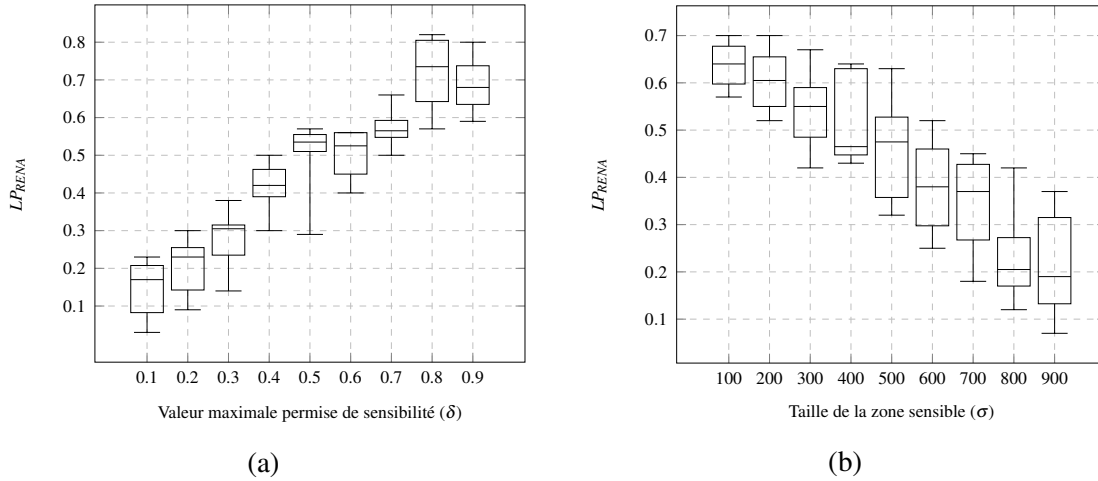 0.8
0.7
0.6
0.5
0.4
0.3
0.2
0.1
LP_RENA
0.1 0.2 0.3 0.4 0.5 0.6 0.7 0.8 0.9
Valeur maximale permise de sensibilité (δ)
(a)
0.7
0.6
0.5
0.4
0.3
0.2
0.1
LP_RENA
100 200 300 400 500 600 700 800 900
Taille de la zone sensible (σ)
(b)